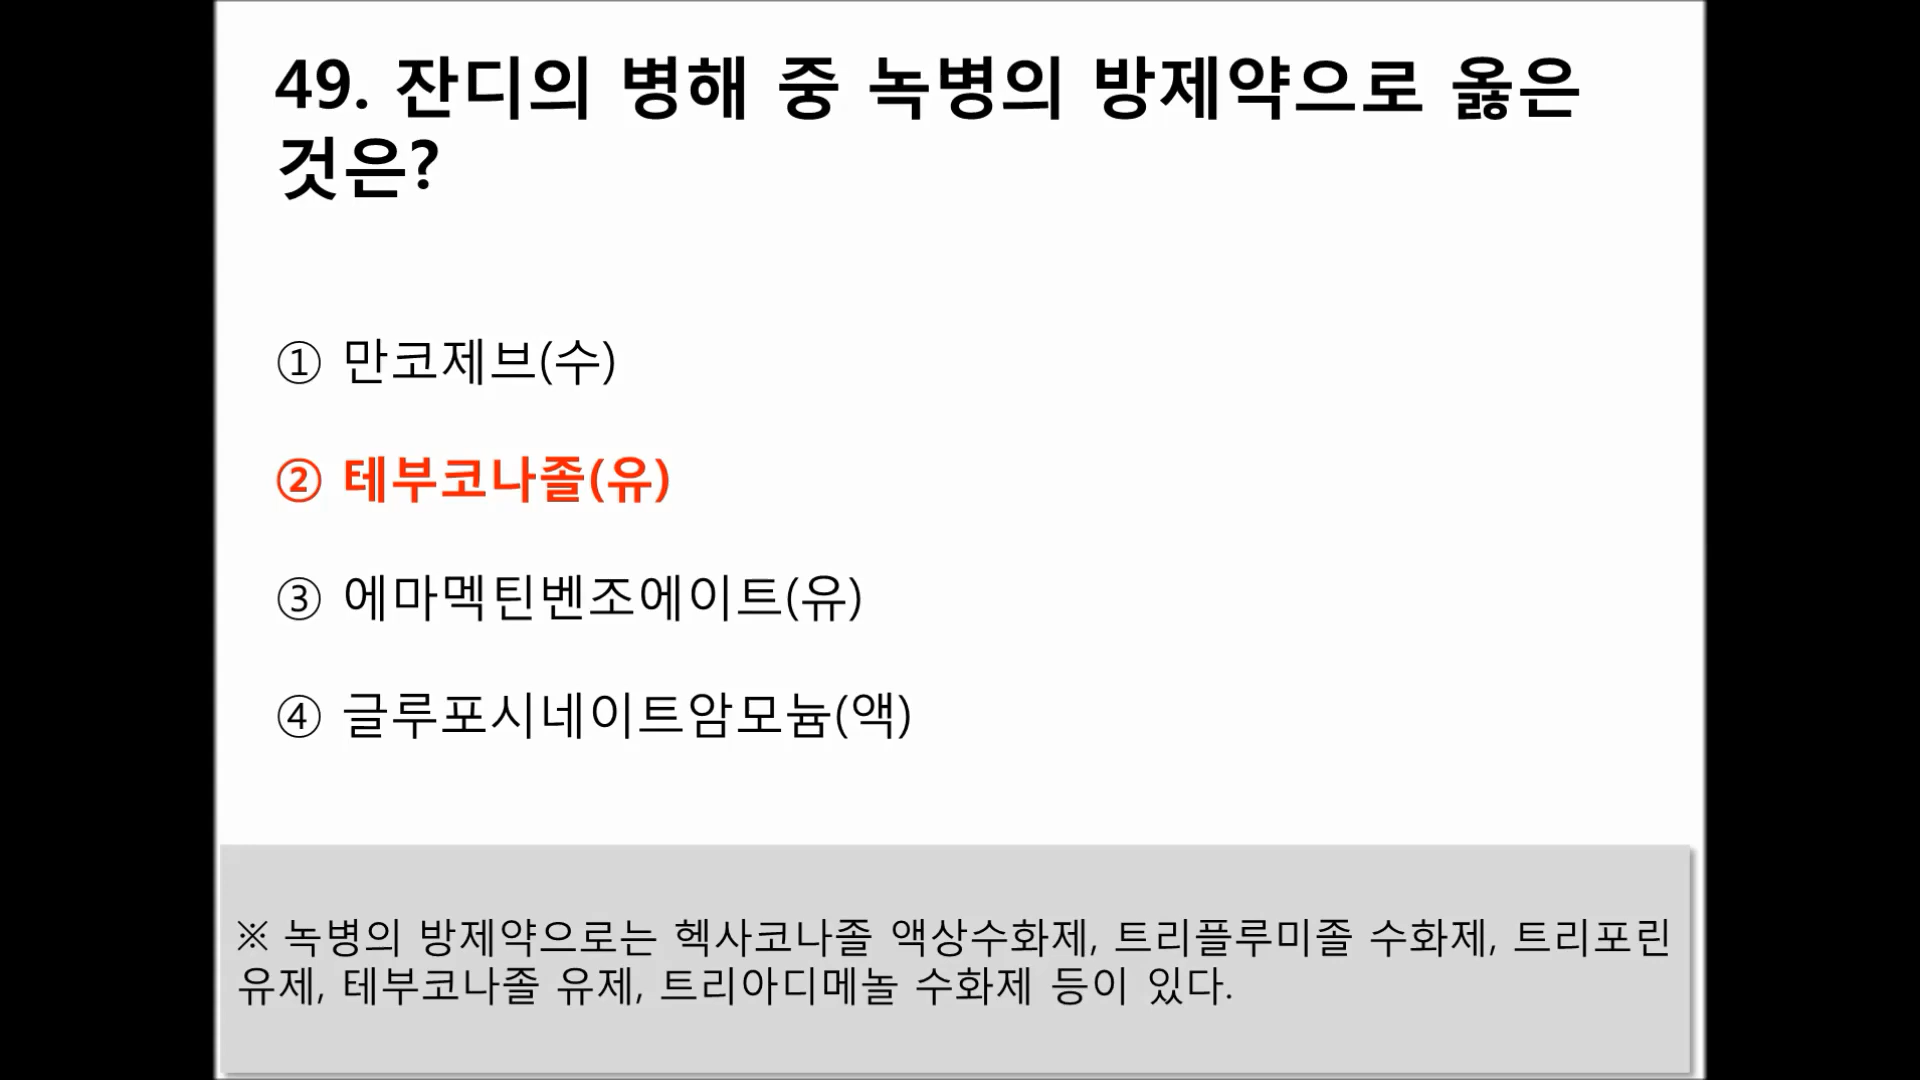 49. 잔디의 병해 중 녹병의 방제약으로 옳은
것은?
① 만코제브(수)
② 테부코나졸(유)
③ 에마멕틴벤조에이트(유)
④ 글루포시네이트암모늄(액)
※ 녹병의 방제약으로는 헥사코나졸 액상수화제, 트리플루미졸 수화제, 트리포린
유제, 테부코나졸 유제, 트리아디메놀 수화제 등이 있다.